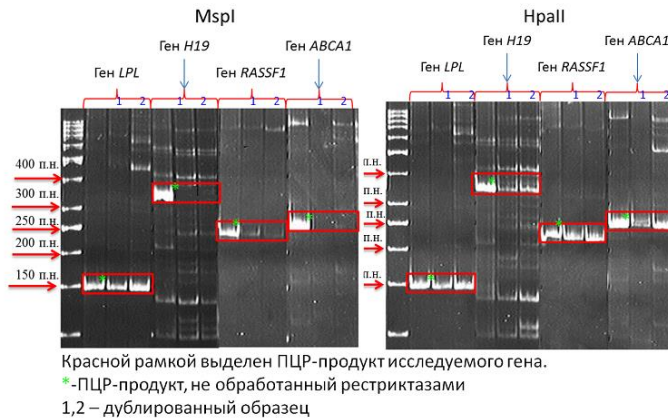 MspI
HpaII
Ген H19
Ген ABCA1
Ген LPL
Ген RASSF1
Ген H19
Ген ABCA1
Ген LPL
Ген RASSF1
1 2 1 2 1 2 1 2
1 2 1 2 1 2 1 2
400 п.н.
300 п.н.
250 п.н.
200 п.н.
150 п.н.
п.н.
п.н.
п.н.
п.н.
* * * *
* * * *
Красной рамкой выделен ПЦР-продукт исследуемого гена.
*-ПЦР-продукт, не обработанный рестриктазами
1,2 – дублированный образец